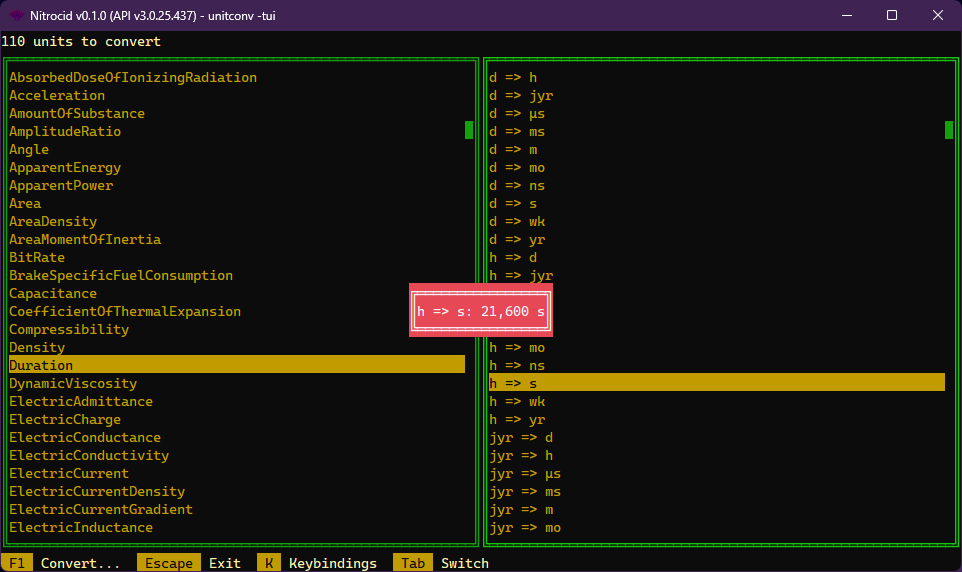 Nitrocid v0.1.0 (API v3.0.25.437) - unitconv -tui
110 units to convert
AbsorbedDoseOfIonizingRadiation
Acceleration
AmountOfSubstance
AmplitudeRatio
Angle
ApparentEnergy
ApparentPower
Area
AreaDensity
AreaMomentOfInertia
BitRate
BrakeSpecificFuelConsumption
Capacitance
CoefficientOfThermalExpansion
Compressibility
Density
Duration
DynamicViscosity
ElectricAdmittance
ElectricCharge
ElectricConductance
ElectricConductivity
ElectricCurrent
ElectricCurrentDensity
ElectricCurrentGradient
ElectricInductance
d => h
d => jyr
d => µs
d => ms
d => m
d => mo
d => ns
d => s
d => wk
d => yr
h => d
h => jyr
h => s: 21,600 s
h => mo
h => ns
h => s
h => wk
h => yr
jyr => d
jyr => h
jyr => µs
jyr => ms
jyr => m
jyr => mo
F1 Convert... Escape Exit K Keybindings Tab Switch